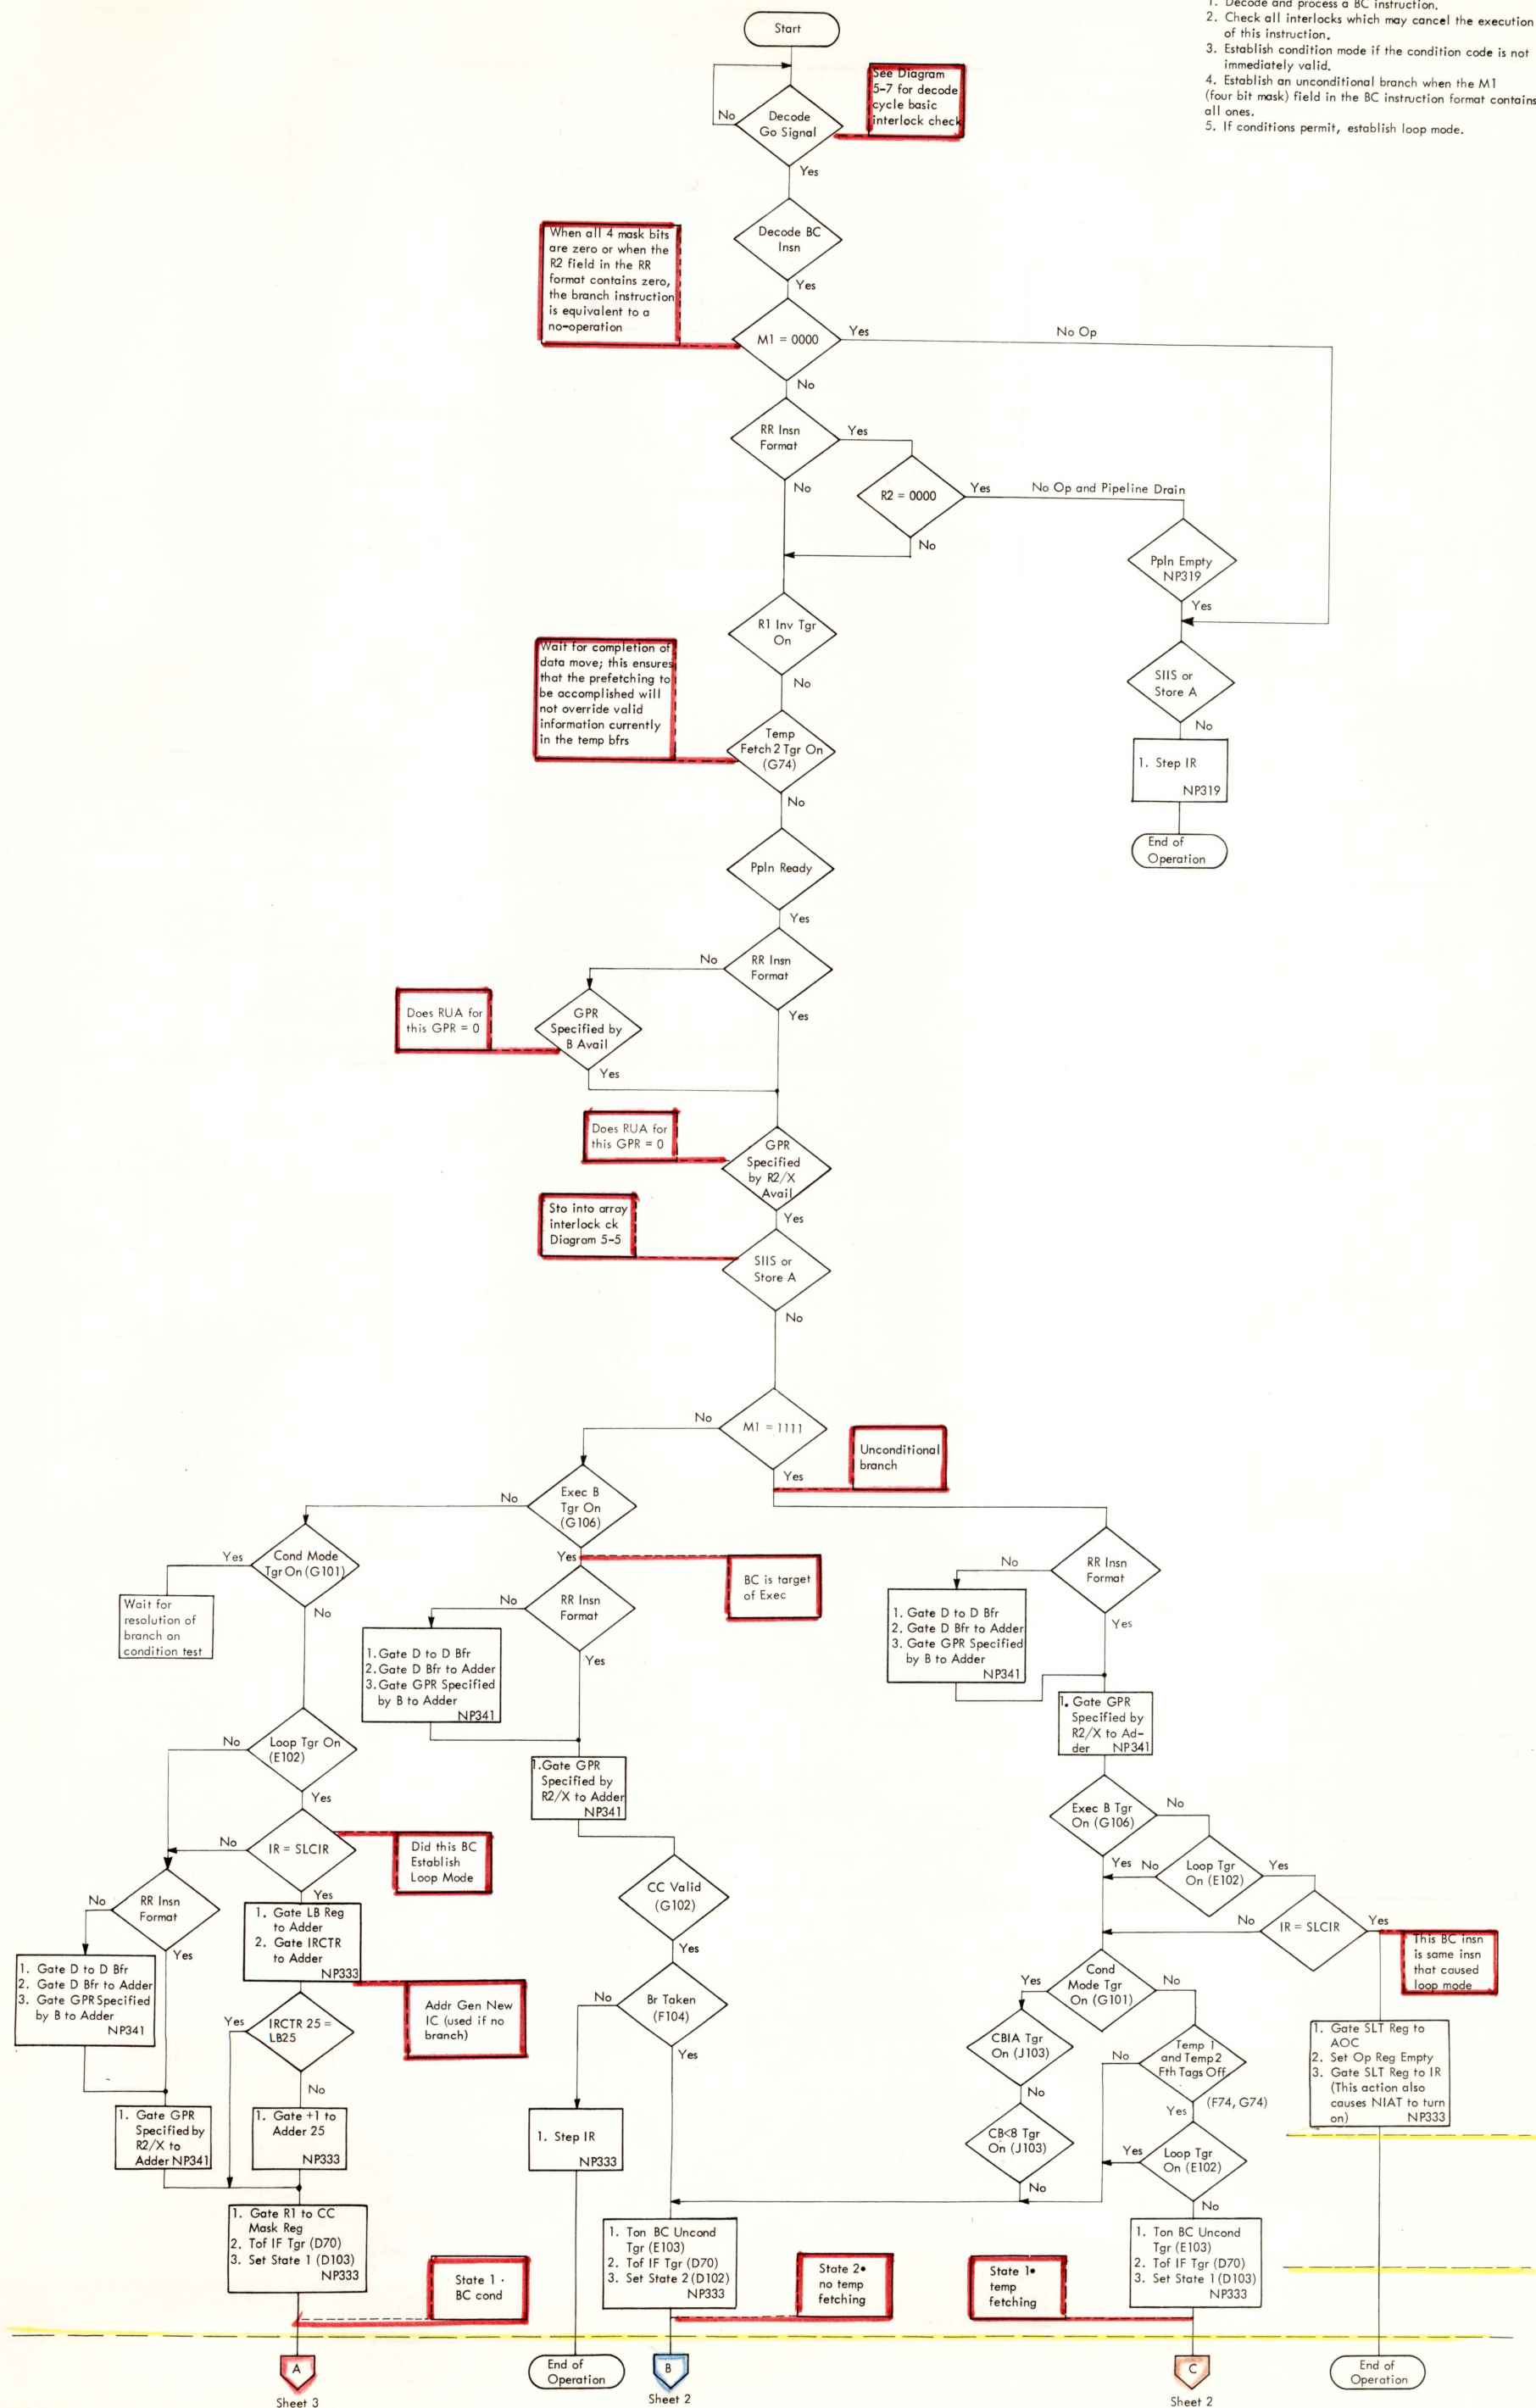 1. Decode and process a BC instruction.
2. Check all interlocks which may cancel the execution
of this instruction.
3. Establish condition mode if the condition code is not
immediately valid.
4. Establish an unconditional branch when the M1
(four bit mask) field in the BC instruction format contains
all ones.
5. If conditions permit, establish loop mode.
Start
See Diagram
5-7 for decode
cycle basic
interlock check
No
Decode
Go Signal
Yes
When all 4 mask bits
are zero or when the
R2 field in the RR
format contains zero,
the branch instruction
is equivalent to a
no-operation
Decode BC
Insn
Yes
M1 = 0000
Yes
No Op
No
RR Insn
Format
Yes
No
R2 = 0000
Yes
No Op and Pipeline Drain
No
Ppln Empty
NP319
Yes
SIIS or
Store A
No
1. Step IR
NP319
End of
Operation
R1 Inv Tgr
On
No
Wait for completion of
data move; this ensures
that the prefetching to
be accomplished will
not override valid
information currently
in the temp bfrs
Temp
Fetch 2 Tgr On
(G74)
No
Ppln Ready
Yes
No
RR Insn
Format
Yes
Does RUA for
this GPR = 0
GPR
Specified by
B Avail
Yes
Does RUA for
this GPR = 0
GPR
Specified
by R2/X
Avail
Yes
Sto into array
interlock ck
Diagram 5-5
SIIS or
Store A
No
No
M1 = 1111
Yes
Unconditional
branch
No
Exec B
Tgr On
(G106)
Yes
BC is target
of Exec
Yes
Cond Mode
Tgr On (G101)
No
Wait for
resolution of
branch on
condition test
No
RR Insn
Format
Yes
1. Gate D to D Bfr
2. Gate D Bfr to Adder
3. Gate GPR Specified
by B to Adder
NP341
1. Gate GPR
Specified by
R2/X to Adder
NP341
CC Valid
(G102)
Yes
No
Br Taken
(F104)
Yes
1. Step IR
NP333
No
Loop Tgr On
(E102)
Yes
No
IR = SLCIR
Yes
Did this BC
Establish
Loop Mode
No
RR Insn
Format
Yes
1. Gate D to D Bfr
2. Gate D Bfr to Adder
3. Gate GPR Specified
by B to Adder
NP341
1. Gate LB Reg
to Adder
2. Gate IRCTR
to Adder
NP333
Addr Gen New
IC (used if no
branch)
Yes
IRCTR 25 =
LB25
No
1. Gate GPR
Specified by
R2/X to
Adder NP341
1. Gate +1 to
Adder 25
NP333
1. Gate R1 to CC
Mask Reg
2. Tof IF Tgr (D70)
3. Set State 1 (D103)
NP333
State 1 ·
BC cond
No
RR Insn
Format
Yes
1. Gate D to D Bfr
2. Gate D Bfr to Adder
3. Gate GPR Specified
by B to Adder
NP341
1. Gate GPR
Specified by
R2/X to Ad-
der NP341
Exec B Tgr
On (G106)
No
Yes
No
Loop Tgr
On (E102)
Yes
No
IR = SLCIR
Yes
This BC insn
is same insn
that caused
loop mode
Yes
Cond
Mode Tgr
On (G101)
No
CBIA Tgr
On (J103)
No
CB<8 Tgr
On (J103)
No
No
Temp 1
and Temp2
Fth Tags Off
(F74, G74)
Yes
Yes
Loop Tgr
On (E102)
No
1. Gate SLT Reg to
AOC
2. Set Op Reg Empty
3. Gate SLT Reg to IR
(This action also
causes NIAT to turn
on) NP333
1. Ton BC Uncond
Tgr (E103)
2. Tof IF Tgr (D70)
3. Set State 2 (D102)
NP333
State 2•
no temp
fetching
State 1•
temp
fetching
1. Ton BC Uncond
Tgr (E103)
2. Tof IF Tgr (D70)
3. Set State 1 (D103)
NP333
A
Sheet 3
End of
Operation
B
Sheet 2
C
Sheet 2
End of
Operation